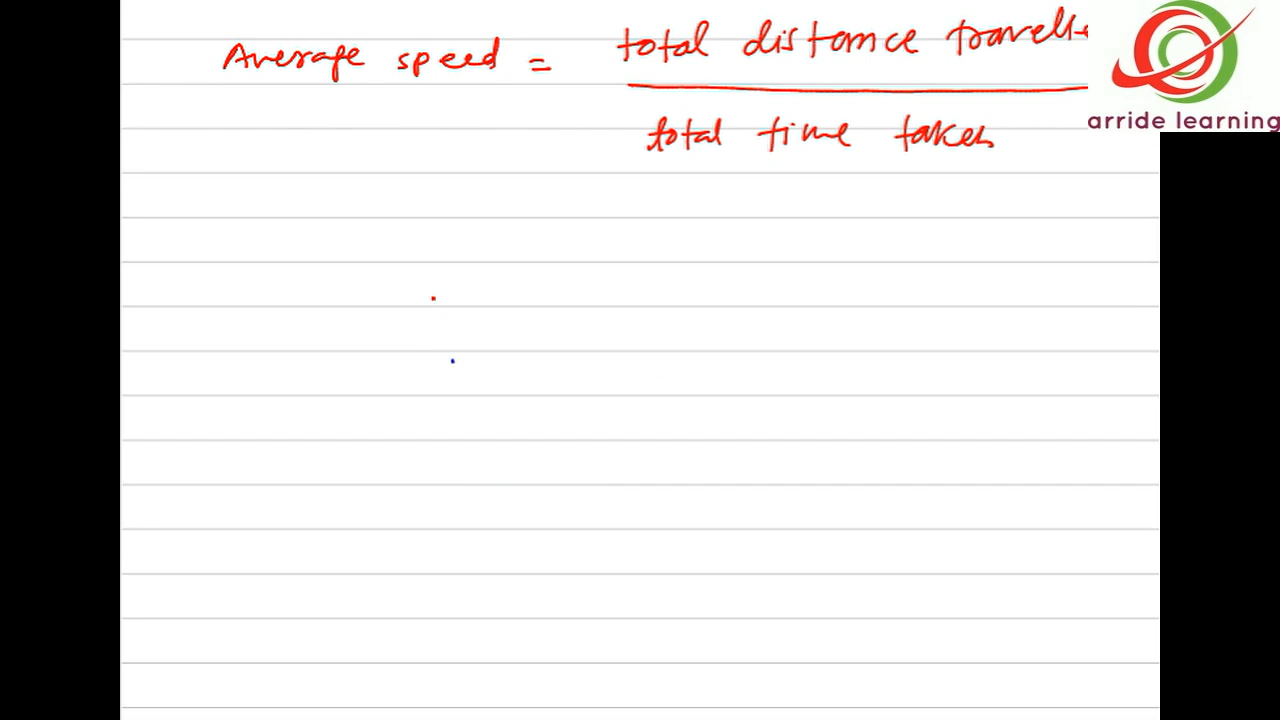 total distance travelle
Average speed =
total time taken
arride learning